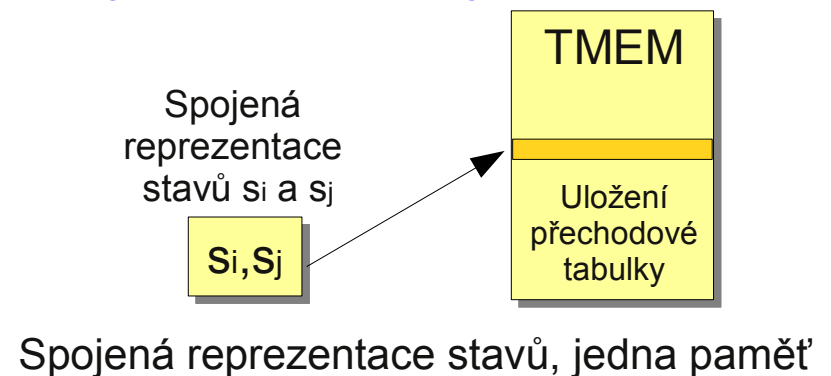 TMEM
Spojená
reprezentace
stavů si a sj
si,sj
Uložení
přechodové
tabulky
Spojená reprezentace stavů, jedna paměť